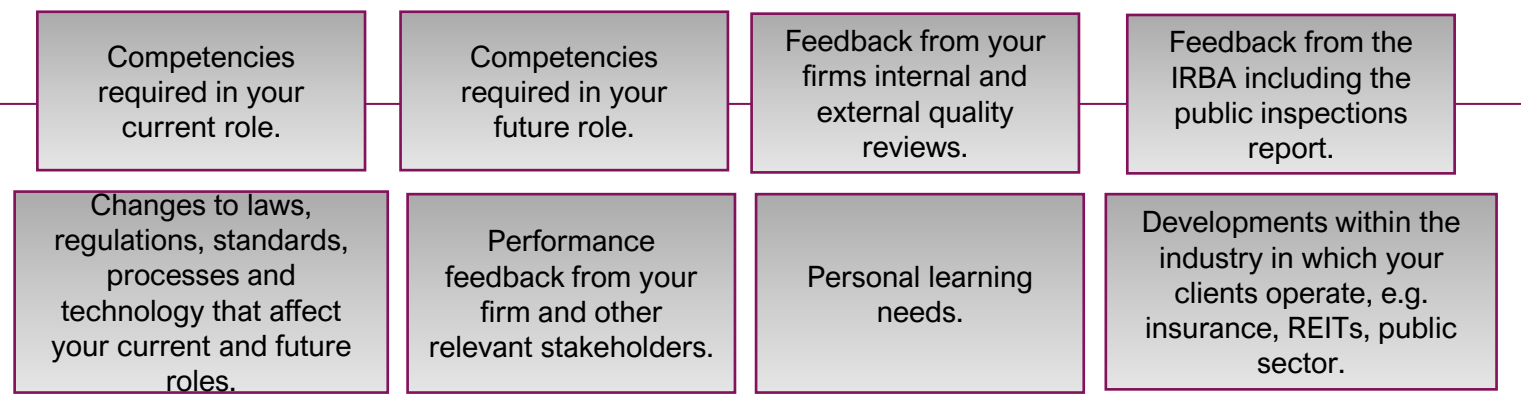 Competencies
required in your
current role.
Competencies
required in your
future role.
Feedback from your
firms internal and
external quality
reviews.
Feedback from the
IRBA including the
public inspections
report.
Changes to laws,
regulations, standards,
processes and
technology that affect
your current and future
roles.
Performance
feedback from your
firm and other
relevant stakeholders.
Personal learning
needs.
Developments within the
industry in which your
clients operate, e.g.
insurance, REITs, public
sector.